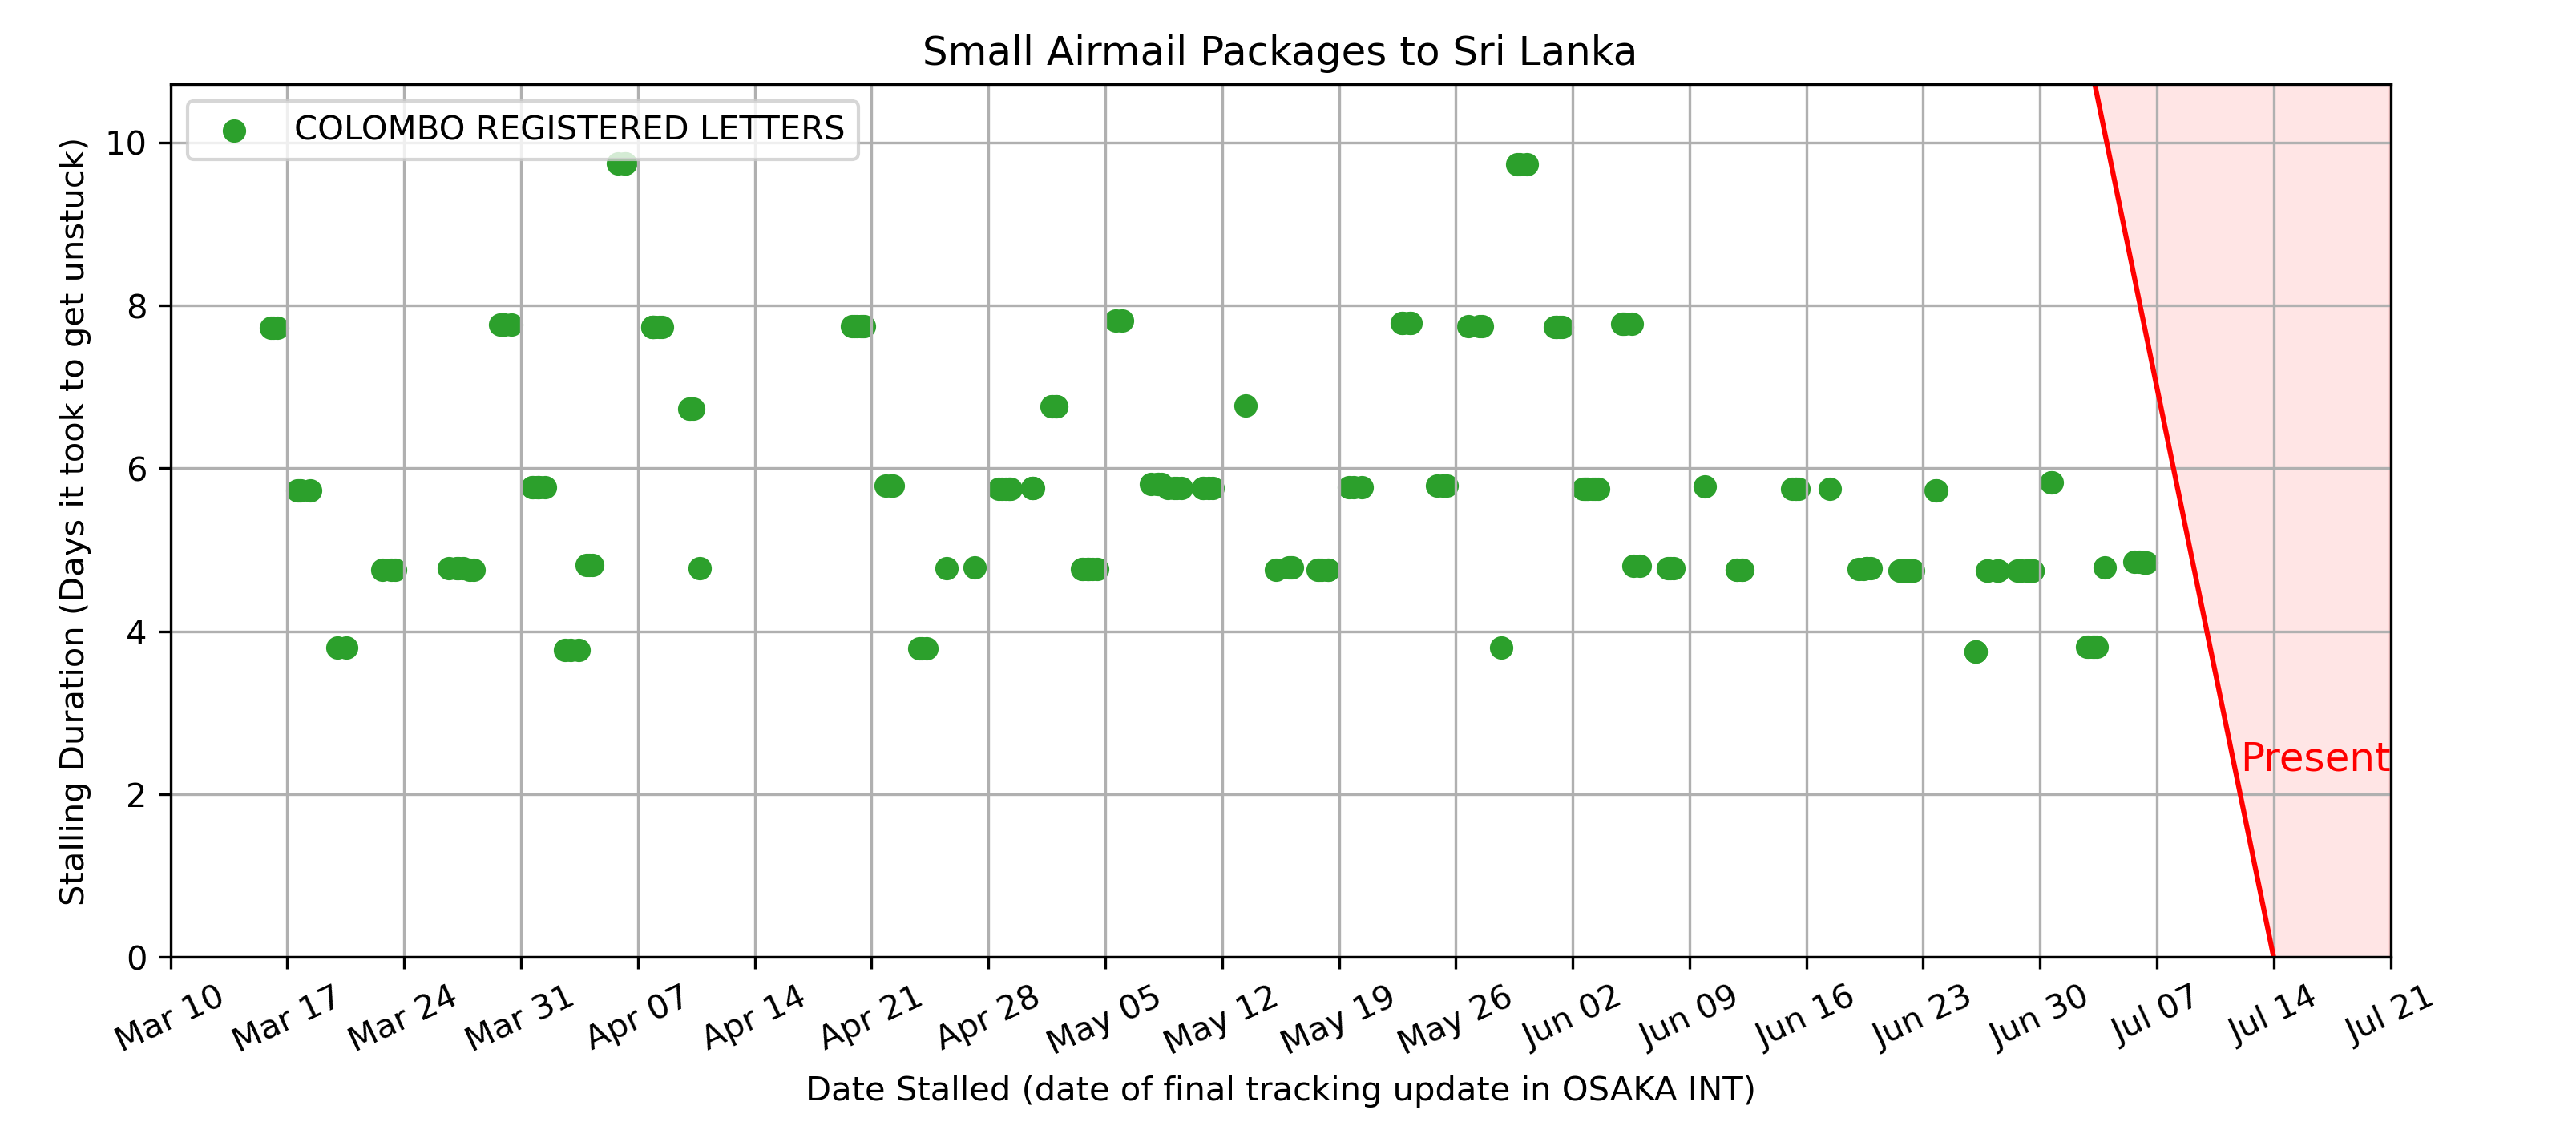 Small Airmail Packages to Sri Lanka
COLOMBO REGISTERED LETTERS
Stalling Duration (Days it took to get unstuck)
10
8
6
4
2
0
Present
Mar 10 Mar 17 Mar 24 Mar 31 Apr 07 Apr 14 Apr 21 Apr 28 May 05 May 12 May 19 May 26 Jun 02 Jun 09 Jun 16 Jun 23 Jun 30 Jul 07 Jul 14 Jul 21
Date Stalled (date of final tracking update in OSAKA INT)